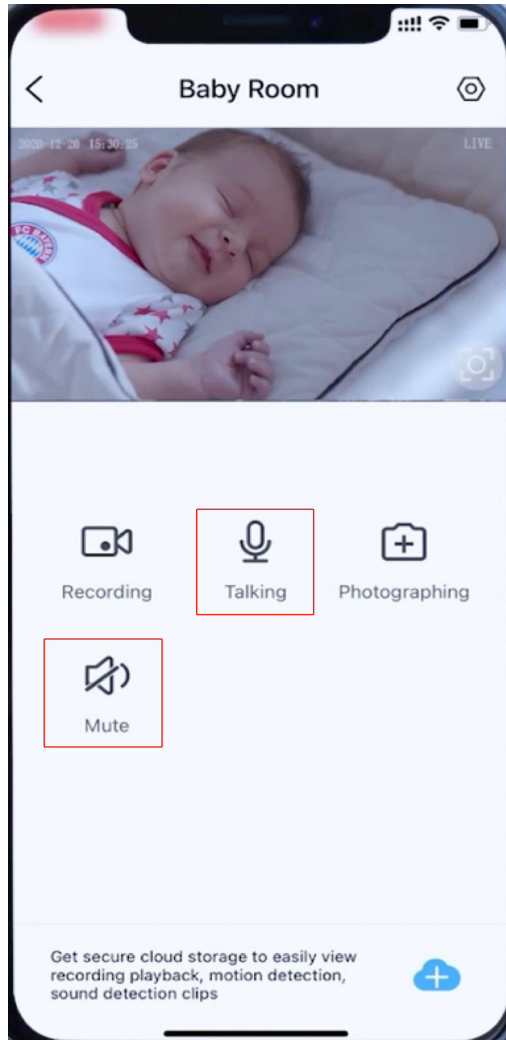 Baby Room
2020-12-20 15:30:25
LIVE
FC BAYERN
Recording
Talking
Photographing
Mute
Get secure cloud storage to easily view
recording playback, motion detection,
sound detection clips